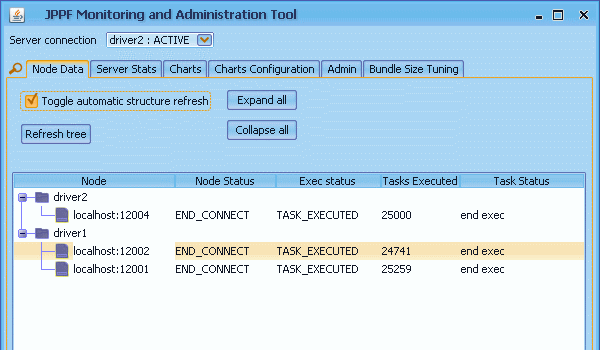 JPPF Monitoring and Administration Tool
Server connection driver2 : ACTIVE
Node Data Server Stats Charts Charts Configuration Admin Bundle Size Tuning
Toggle automatic structure refresh Expand all
Refresh tree Collapse all
Node Node Status Exec status Tasks Executed Task Status
driver2
localhost:12004 END_CONNECT TASK_EXECUTED 25000 end exec
driver1
localhost:12002 END_CONNECT TASK_EXECUTED 24741 end exec
localhost:12001 END_CONNECT TASK_EXECUTED 25259 end exec